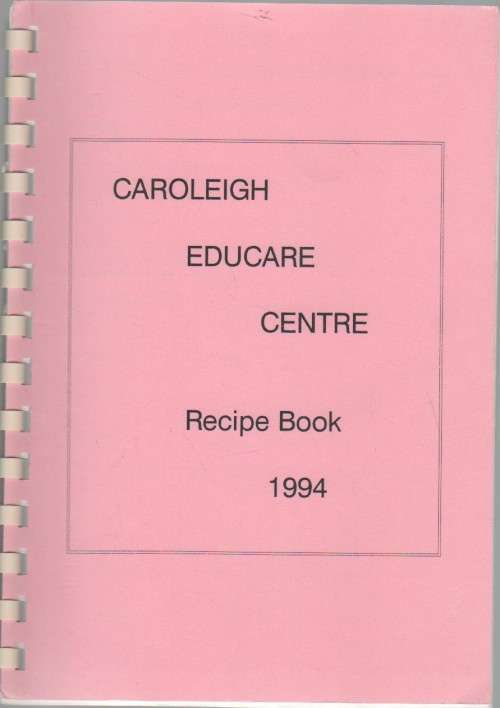 CAROLEIGH
EDUCARE
CENTRE
Recipe Book
1994